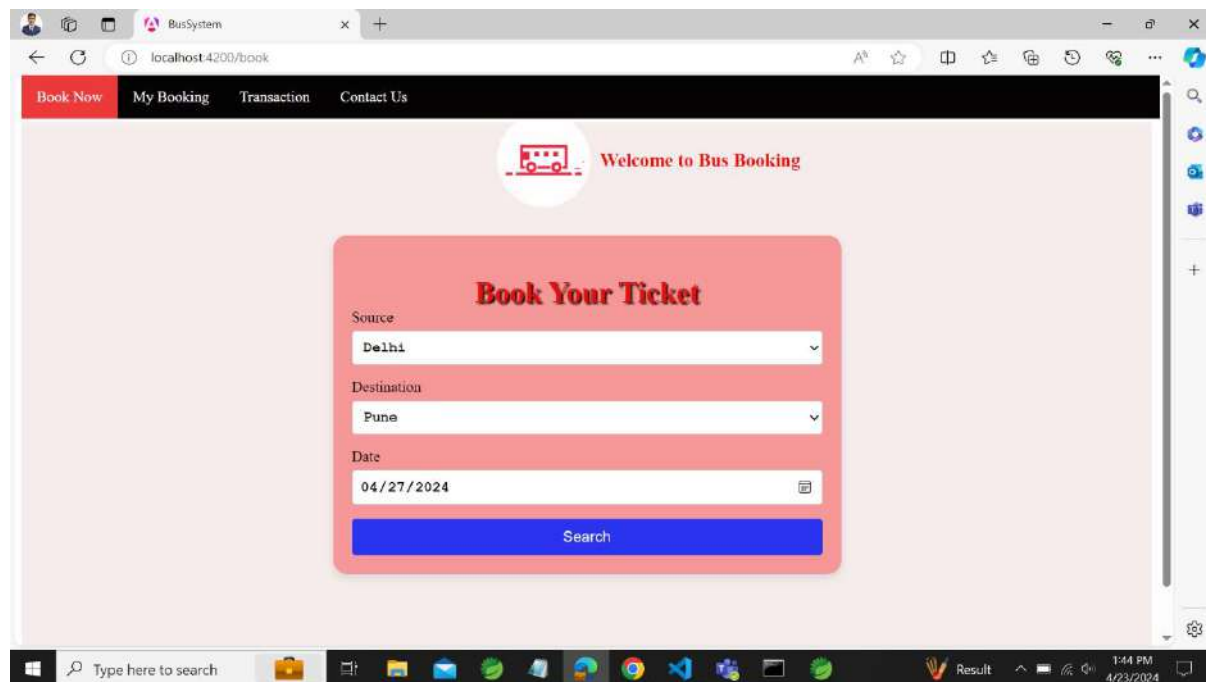 BusSystem
localhost:4200/book
Book Now My Booking Transaction Contact Us
Welcome to Bus Booking
Book Your Ticket
Source
Delhi
Destination
Pune
Date
04/27/2024
Search
Type here to search
Result
1:44 PM
4/23/2024